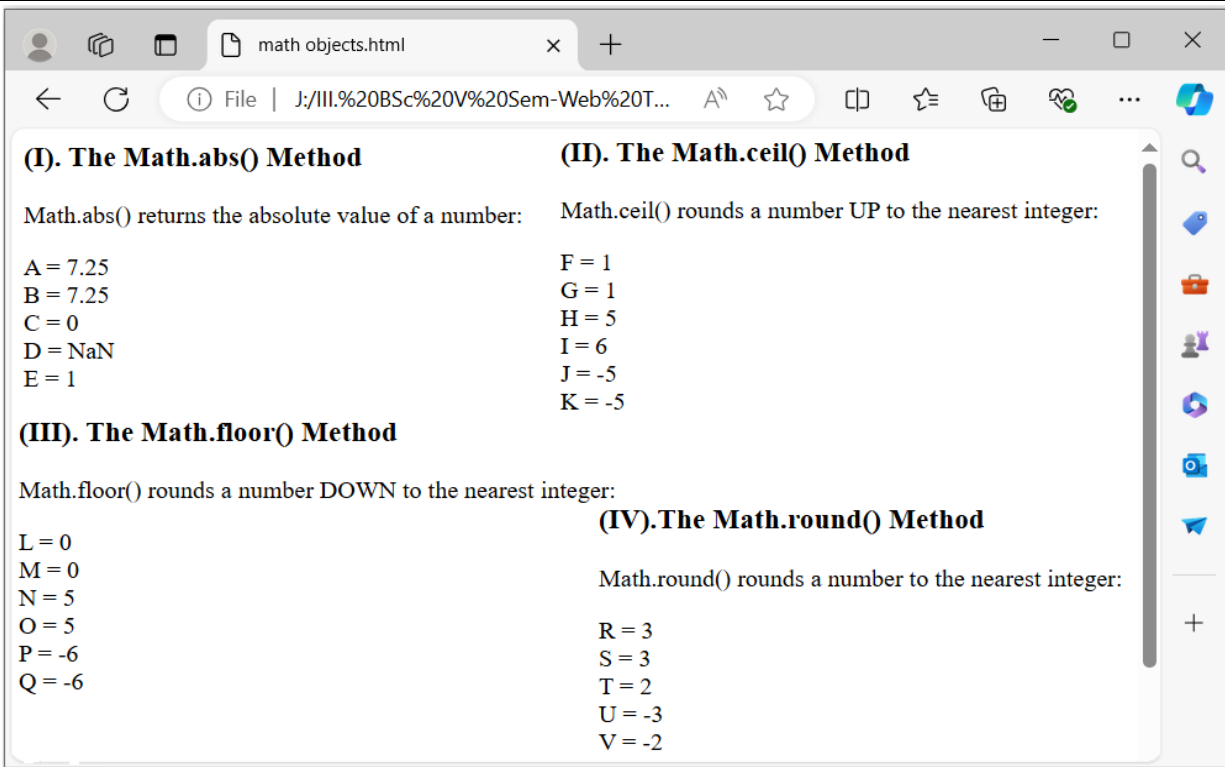 math objects.html
File
J:/III.%20BSc%20V%20Sem-Web%20T...
(I). The Math.abs() Method
Math.abs() returns the absolute value of a number:
A = 7.25
B = 7.25
C = 0
D = NaN
E = 1
(II). The Math.ceil() Method
Math.ceil() rounds a number UP to the nearest integer:
F = 1
G = 1
H = 5
I = 6
J = -5
K = -5
(III). The Math.floor() Method
Math.floor() rounds a number DOWN to the nearest integer:
L = 0
M = 0
N = 5
O = 5
P = -6
Q = -6
(IV).The Math.round() Method
Math.round() rounds a number to the nearest integer:
R = 3
S = 3
T = 2
U = -3
V = -2